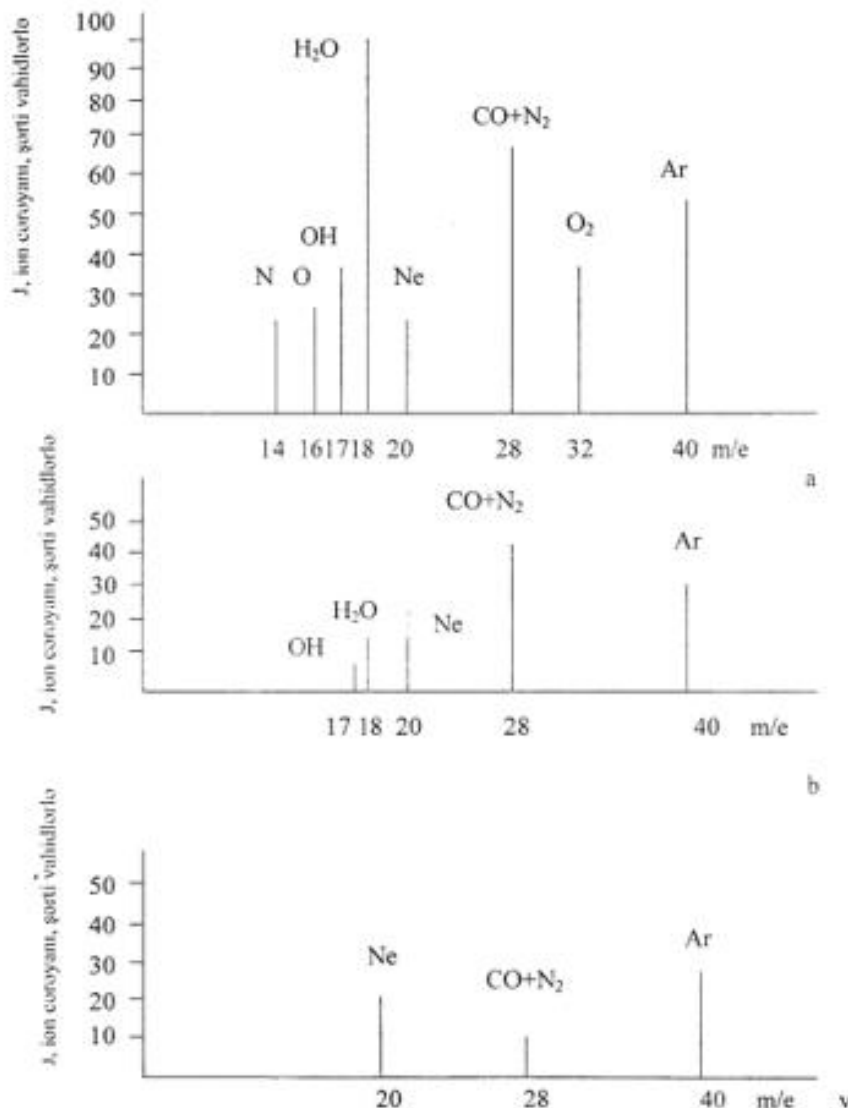 J, ion cərəyanı, şərti vahidlərlə
100
90
80
70
60
50
40
30
20
10
H₂O
CO+N₂
Ar
O₂
OH
N O Ne
14 16 17 18 20 28 32 40 m/e
a
J, ion cərəyanı, şərti vahidlərlə
50
40
30
20
10
CO+N₂
Ar
H₂O
Ne
OH
17 18 20 28 40 m/e
b
J, ion cərəyanı, şərti vahidlərlə
50
40
30
20
10
Ne
CO+N₂
Ar
20 28 40 m/e v